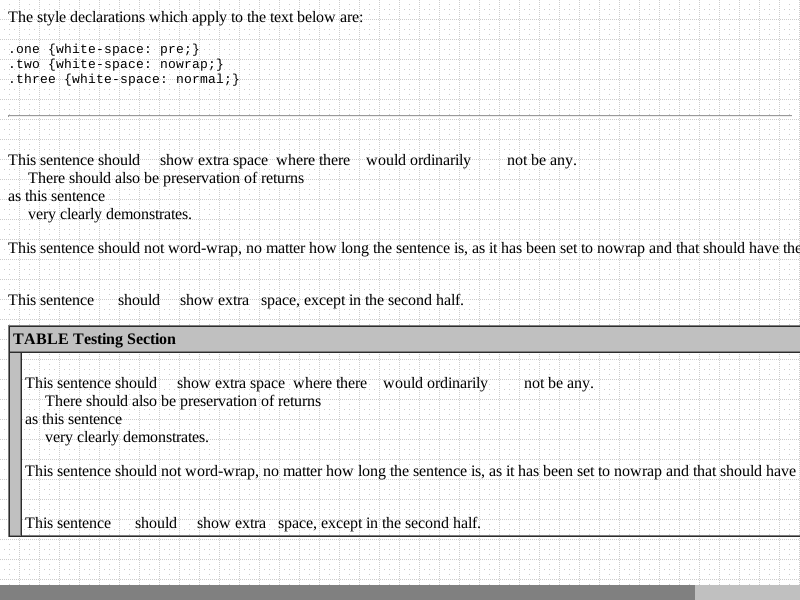 The style declarations which apply to the text below are:
.one {white-space: pre;}
.two {white-space: nowrap;}
.three {white-space: normal;}
This sentence should     show extra space  where there    would ordinarily         not be any.
     There should also be preservation of returns
as this sentence
     very clearly demonstrates.
This sentence should not word-wrap, no matter how long the sentence is, as it has been set to nowrap and that should have the
This sentence      should     show extra   space, except in the second half.
TABLE Testing Section
This sentence should     show extra space  where there    would ordinarily         not be any.
     There should also be preservation of returns
as this sentence
     very clearly demonstrates.
This sentence should not word-wrap, no matter how long the sentence is, as it has been set to nowrap and that should have
This sentence      should     show extra   space, except in the second half.